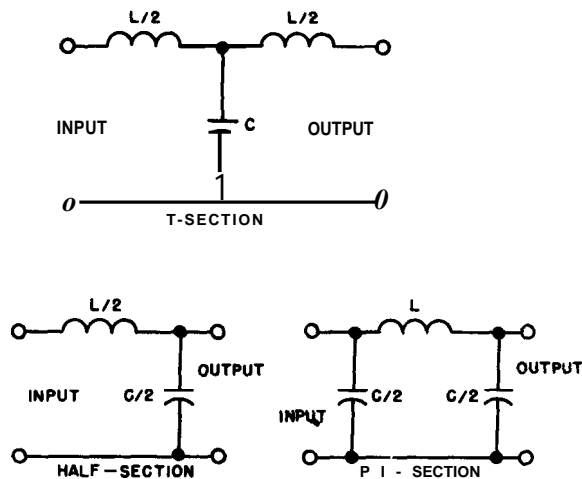 L/2 L/2
C
INPUT OUTPUT
T-SECTION
L/2
OUTPUT
INPUT C/2
HALF-SECTION
L
C/2 C/2 OUTPUT
INPUT
PI-SECTION